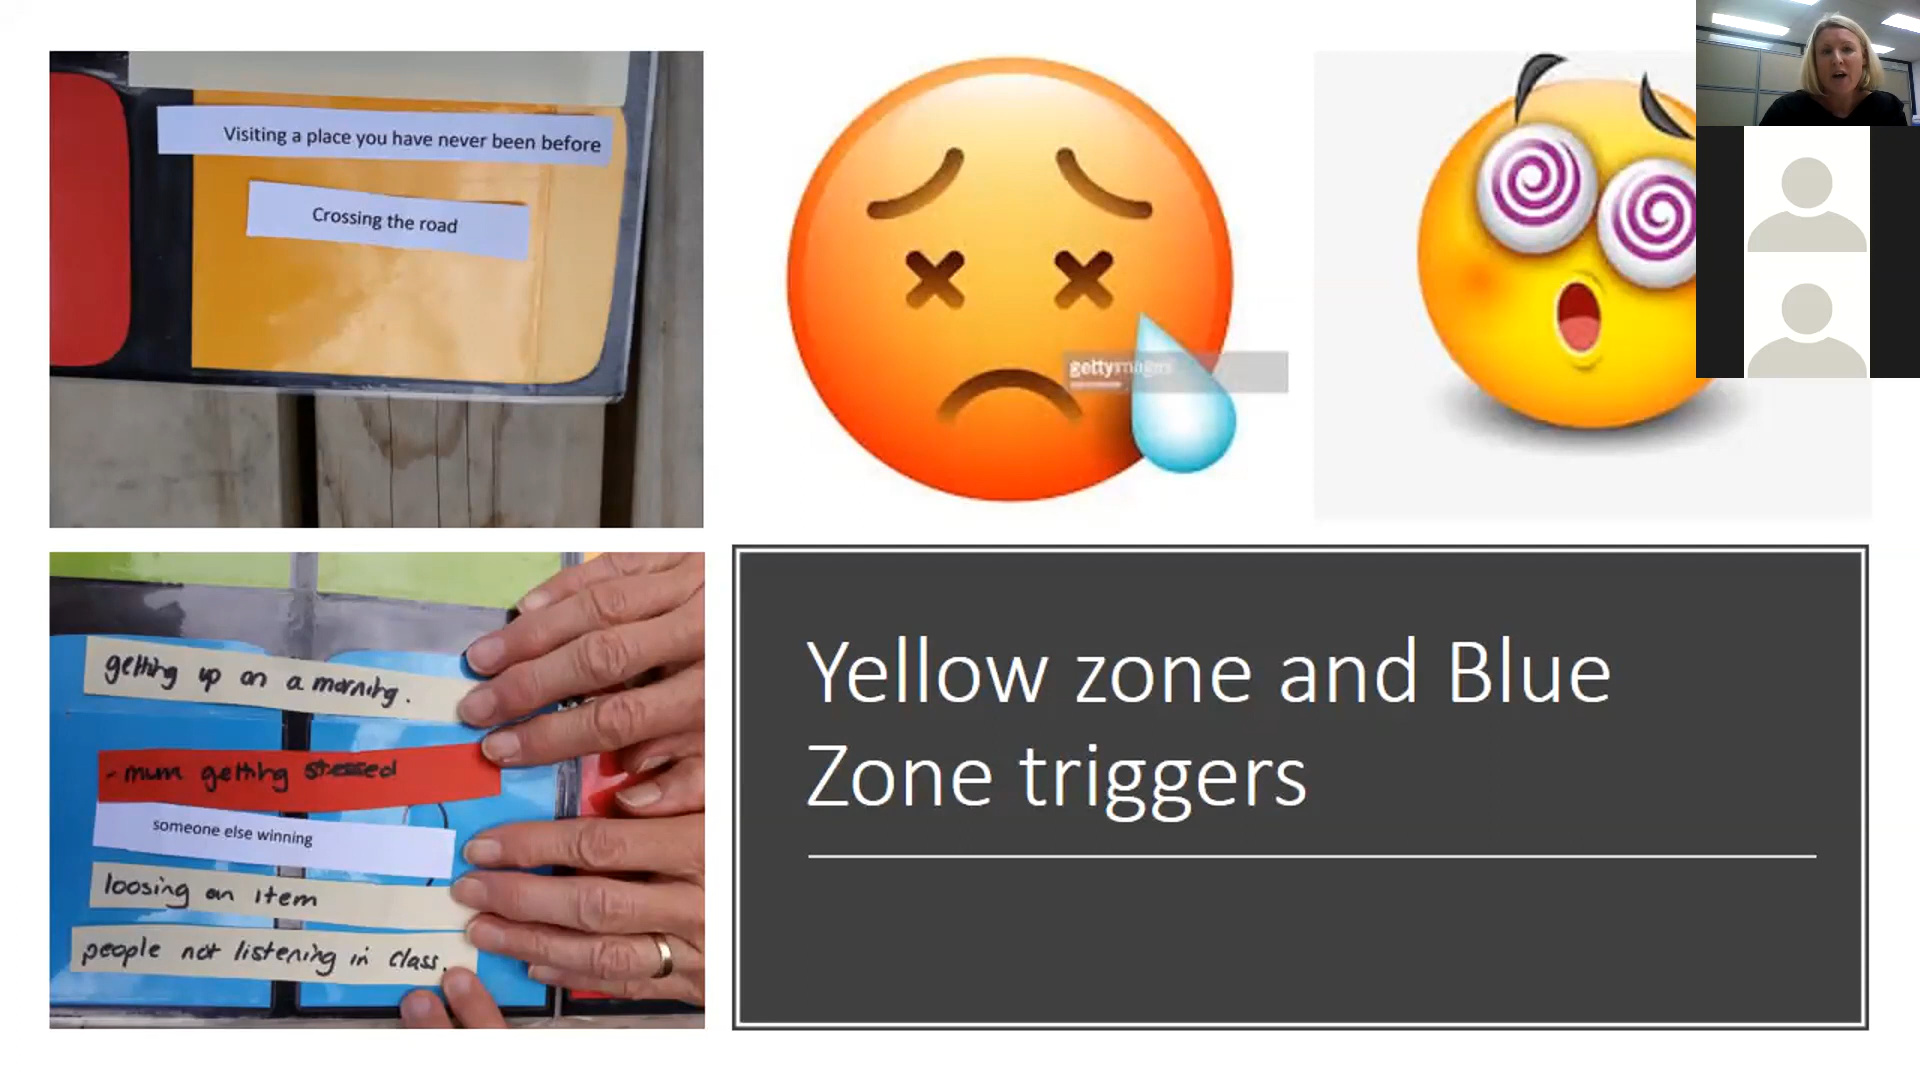 Visiting a place you have never been before
Crossing the road
gettyimages
getting up on a morning.
- mum getting stressed
someone else winning
loosing an item
people not listening in class.
Yellow zone and Blue
Zone triggers